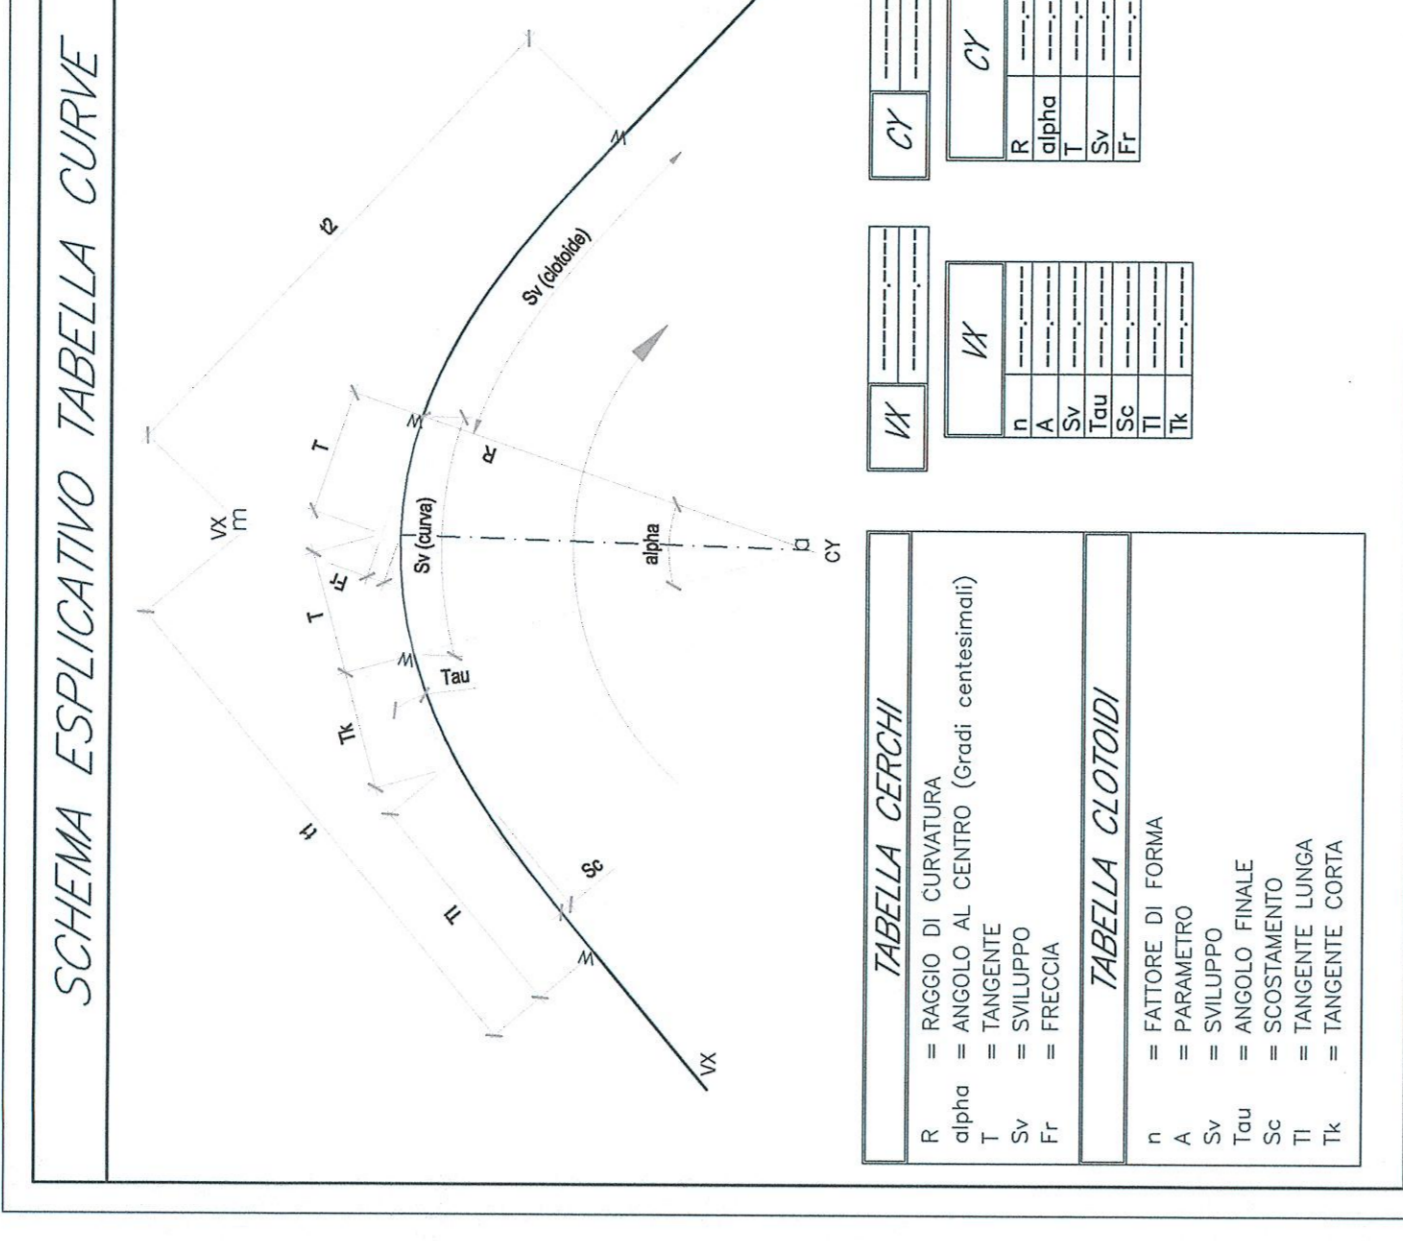 SCHEMA ESPLICATIVO TABELLA CURVE
t1
t2
VX
m
T
T
Fr
Tk
Tl
Tau
Sc
Sv (curva)
Sv (clotoide)
R
alpha
CY
VX
W
W
W
W
TABELLA CERCHI
R = RAGGIO DI CURVATURA
alpha = ANGOLO AL CENTRO (Gradi centesimali)
T = TANGENTE
Sv = SVILUPPO
Fr = FRECCIA
TABELLA CLOTOIDI
n = FATTORE DI FORMA
A = PARAMETRO
Sv = SVILUPPO
Tau = ANGOLO FINALE
Sc = SCOSTAMENTO
Tl = TANGENTE LUNGA
Tk = TANGENTE CORTA
VX
VX
n
A
Sv
Tau
Sc
Tl
Tk
CY
CY
R
alpha
T
Sv
Fr